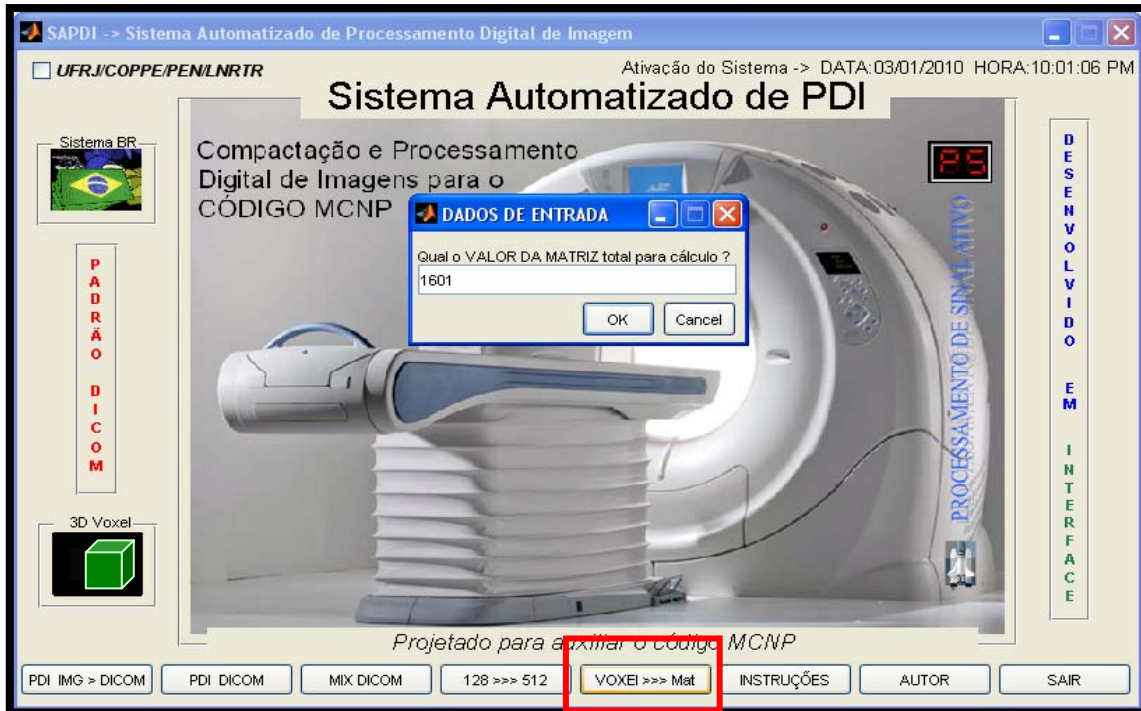 SAPDI -> Sistema Automatizado de Processamento Digital de Imagem
UFRJ/COPPE/PEN/LNRTR
Ativação do Sistema -> DATA:03/01/2010 HORA:10:01:06 PM
Sistema Automatizado de PDI
Sistema BR
Compactação e Processamento
Digital de Imagens para o
CÓDIGO MCNP
DADOS DE ENTRADA
Qual o VALOR DA MATRIZ total para cálculo ?
1601
OK
Cancel
PADRÃO DICOM
3D Voxel
PROCESSAMENTO DE SINAL ATIVO
DESENVOLVIDO EM INTERFACE
Projetado para auxiliar o código MCNP
PDI IMG > DICOM
PDI DICOM
MIX DICOM
128 >>> 512
VOXEl >>> Mat
INSTRUÇÕES
AUTOR
SAIR